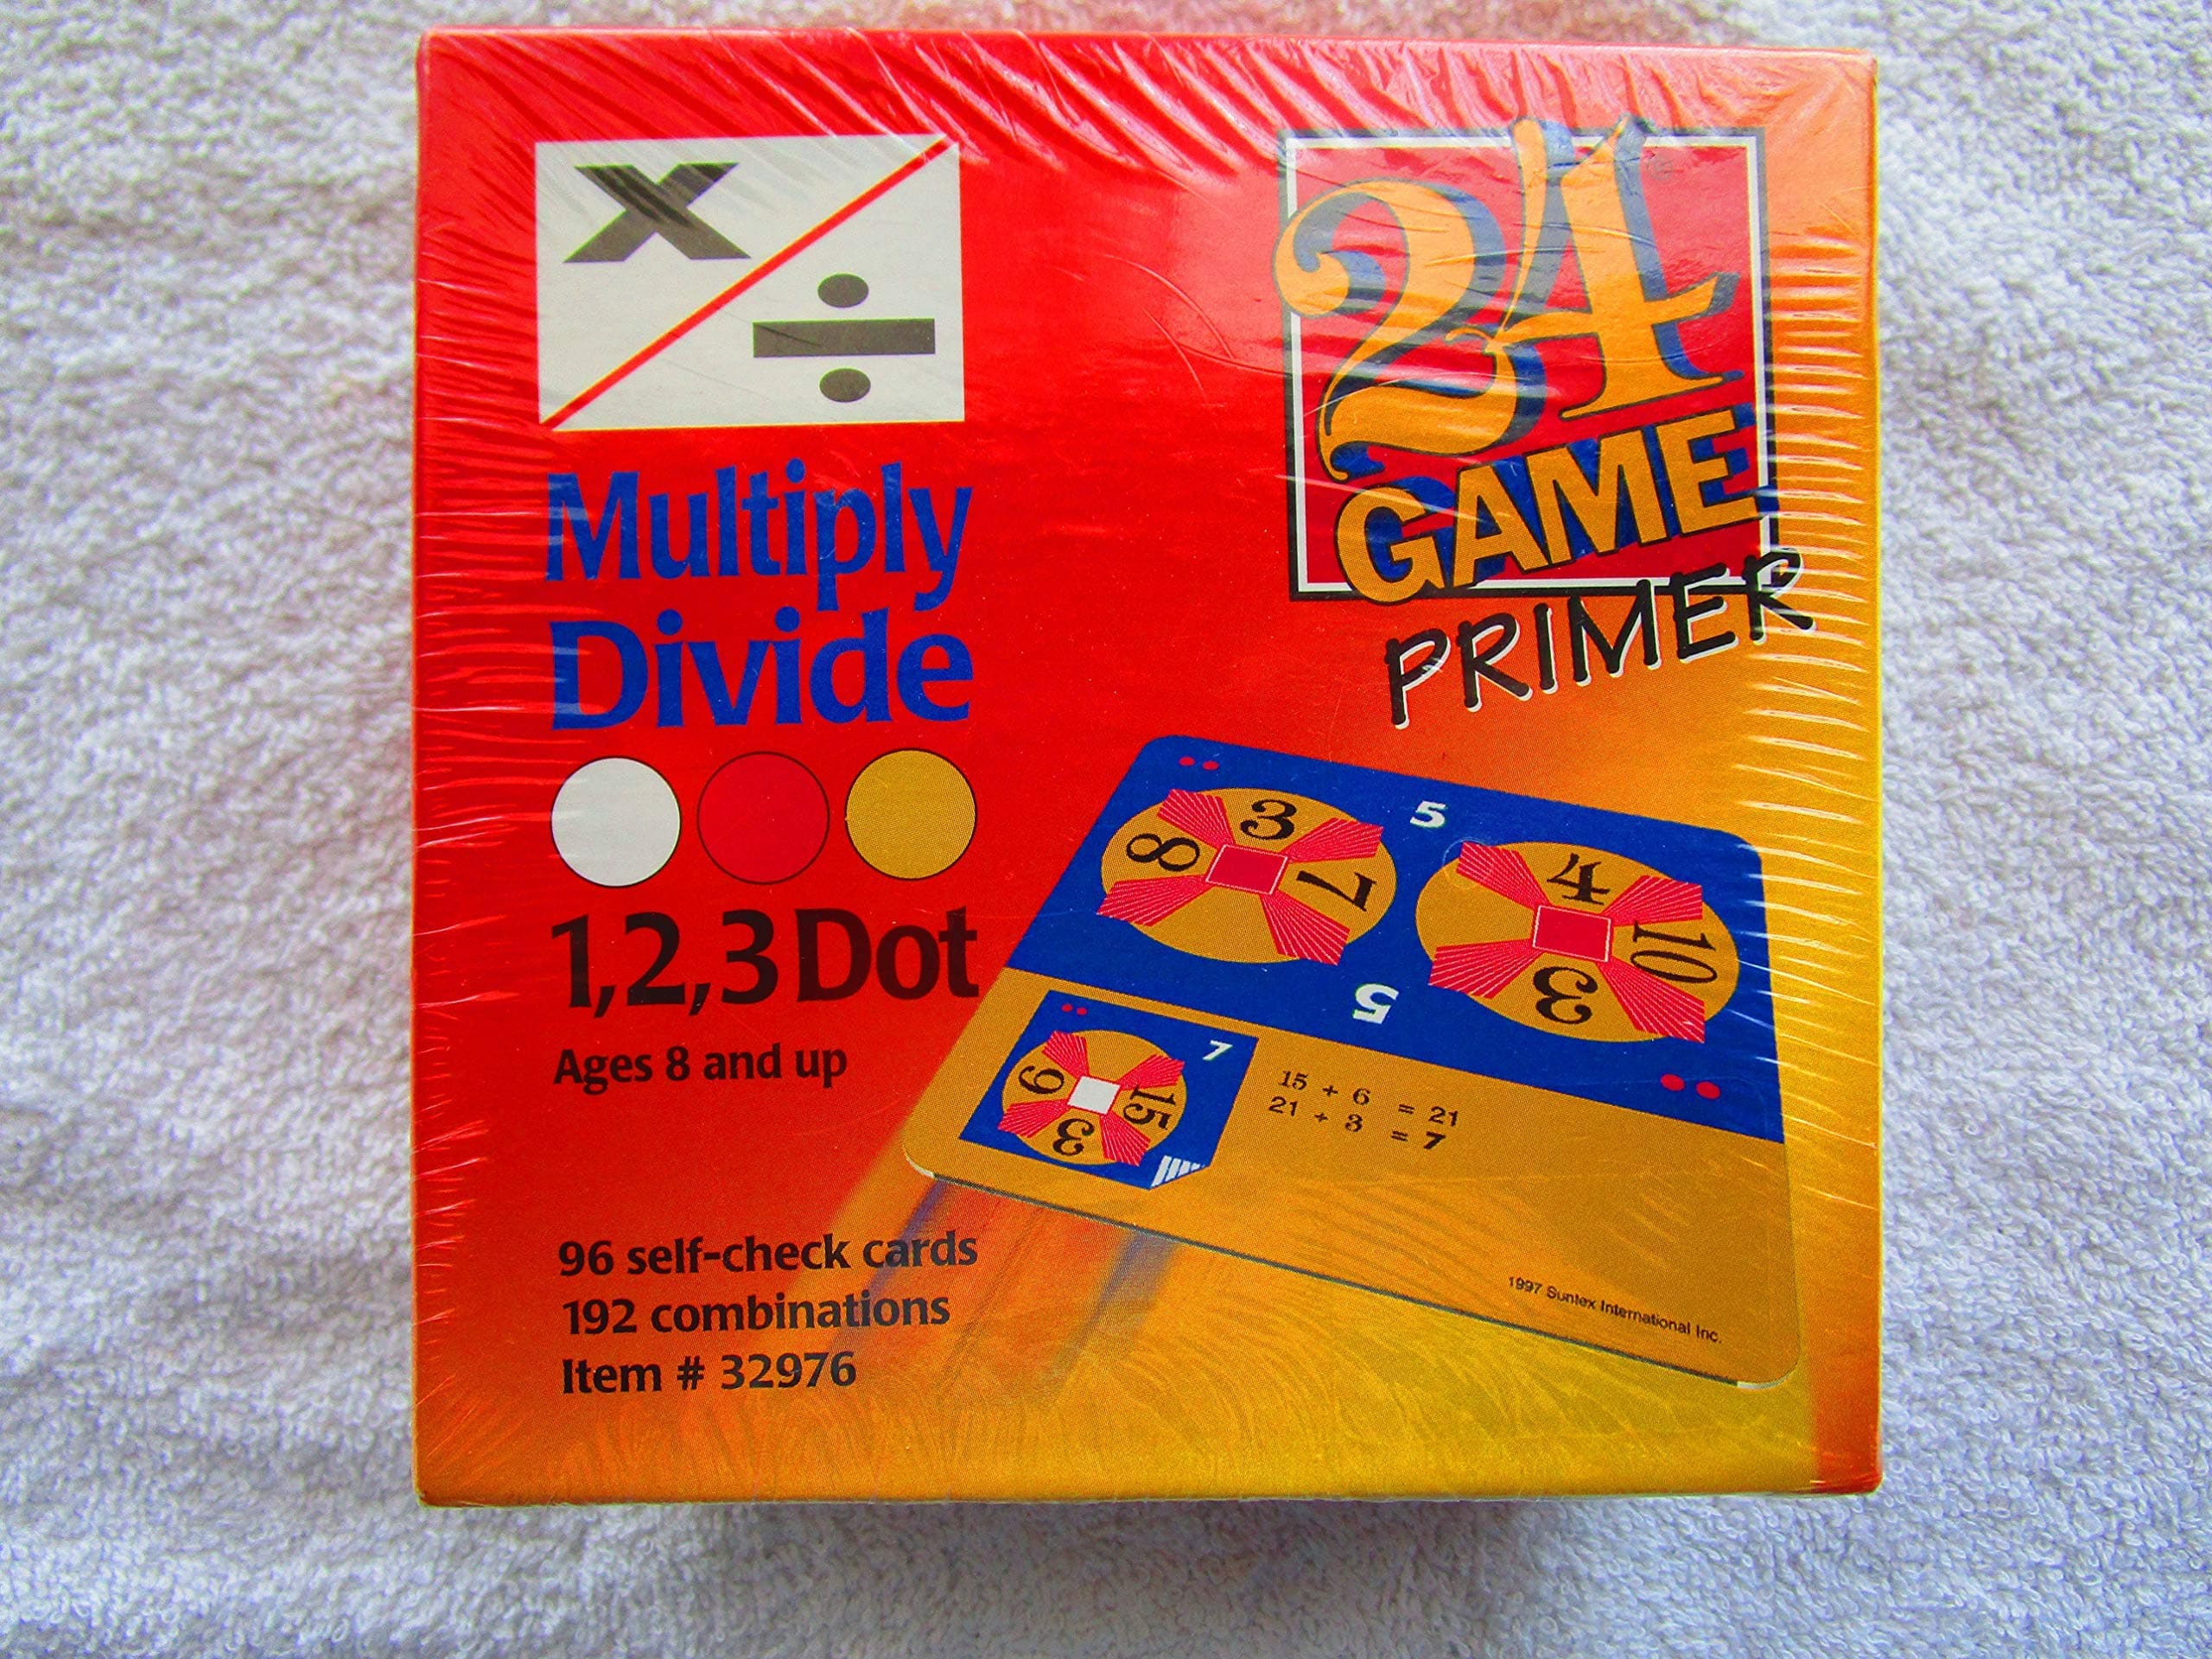 X
÷
Multiply
Divide
1,2,3 Dot
Ages 8 and up
96 self-check cards
192 combinations
Item # 32976
24
GAME
PRIMER
5
3
8
7
4
10
3
5
7
6
15
3
15 + 6 = 21
21 ÷ 3 = 7
1997 Suntex International Inc.